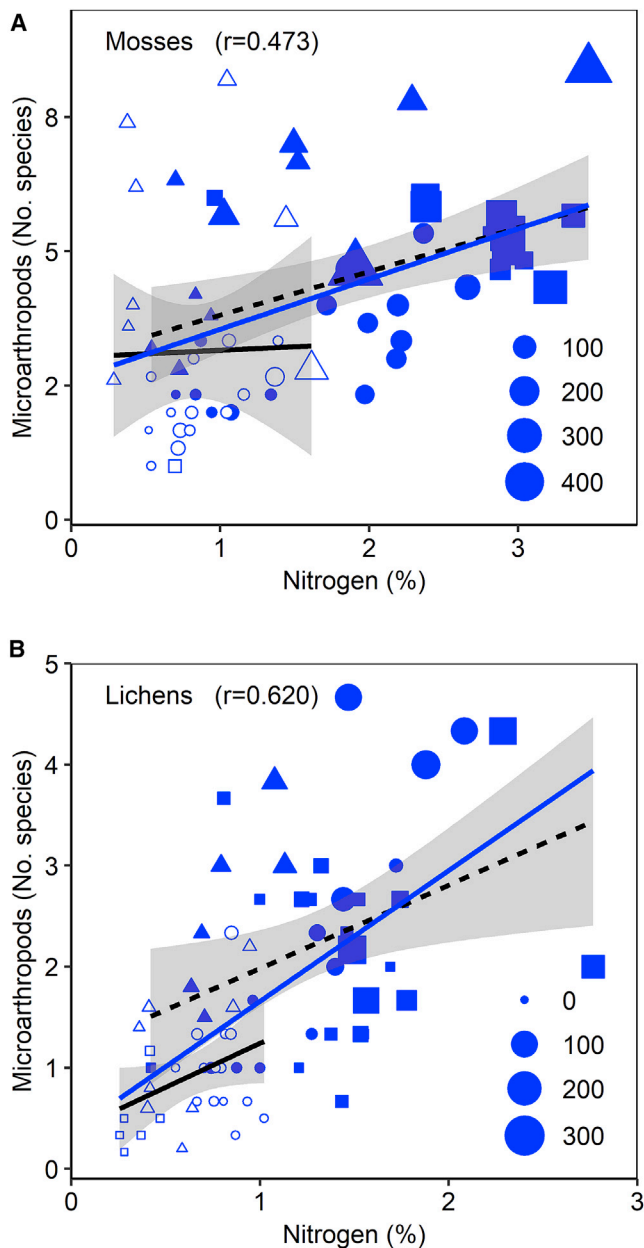 A
Mosses (r=0.473)
Microarthropods (No. species)
8
5
2
0
100
200
300
400
0 1 2 3
Nitrogen (%)
B
Lichens (r=0.620)
Microarthropods (No. species)
5
4
3
2
1
0
0
100
200
300
0 1 2 3
Nitrogen (%)